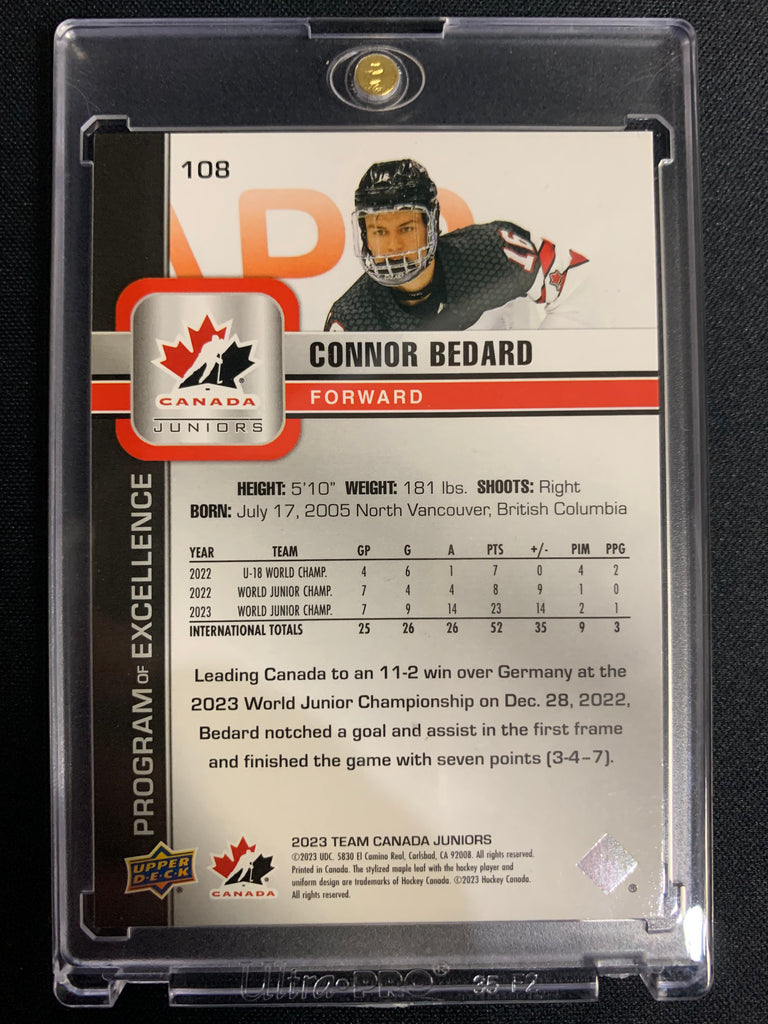 108
97
CONNOR BEDARD
FORWARD
CANADA
JUNIORS
PROGRAM OF EXCELLENCE
HEIGHT: 5'10" WEIGHT: 181 lbs. SHOOTS: Right
BORN: July 17, 2005 North Vancouver, British Columbia
YEAR TEAM GP G A PTS +/- PIM PPG
2022 U-18 WORLD CHAMP. 4 6 1 7 0 4 2
2022 WORLD JUNIOR CHAMP. 7 4 4 8 9 1 0
2023 WORLD JUNIOR CHAMP. 7 9 14 23 14 2 1
INTERNATIONAL TOTALS 25 26 26 52 35 9 3
Leading Canada to an 11-2 win over Germany at the
2023 World Junior Championship on Dec. 28, 2022,
Bedard notched a goal and assist in the first frame
and finished the game with seven points (3-4–7).
UPPER
D·E·C·K
CANADA
2023 TEAM CANADA JUNIORS
©2023 UDC. 5830 El Camino Real, Carlsbad, CA 92008. All rights reserved.
Printed in Canada. The stylized maple leaf with the hockey player and
uniform design are trademarks of Hockey Canada. ©2023 Hockey Canada.
All rights reserved.
®
Ultra·PRO® 35 PT